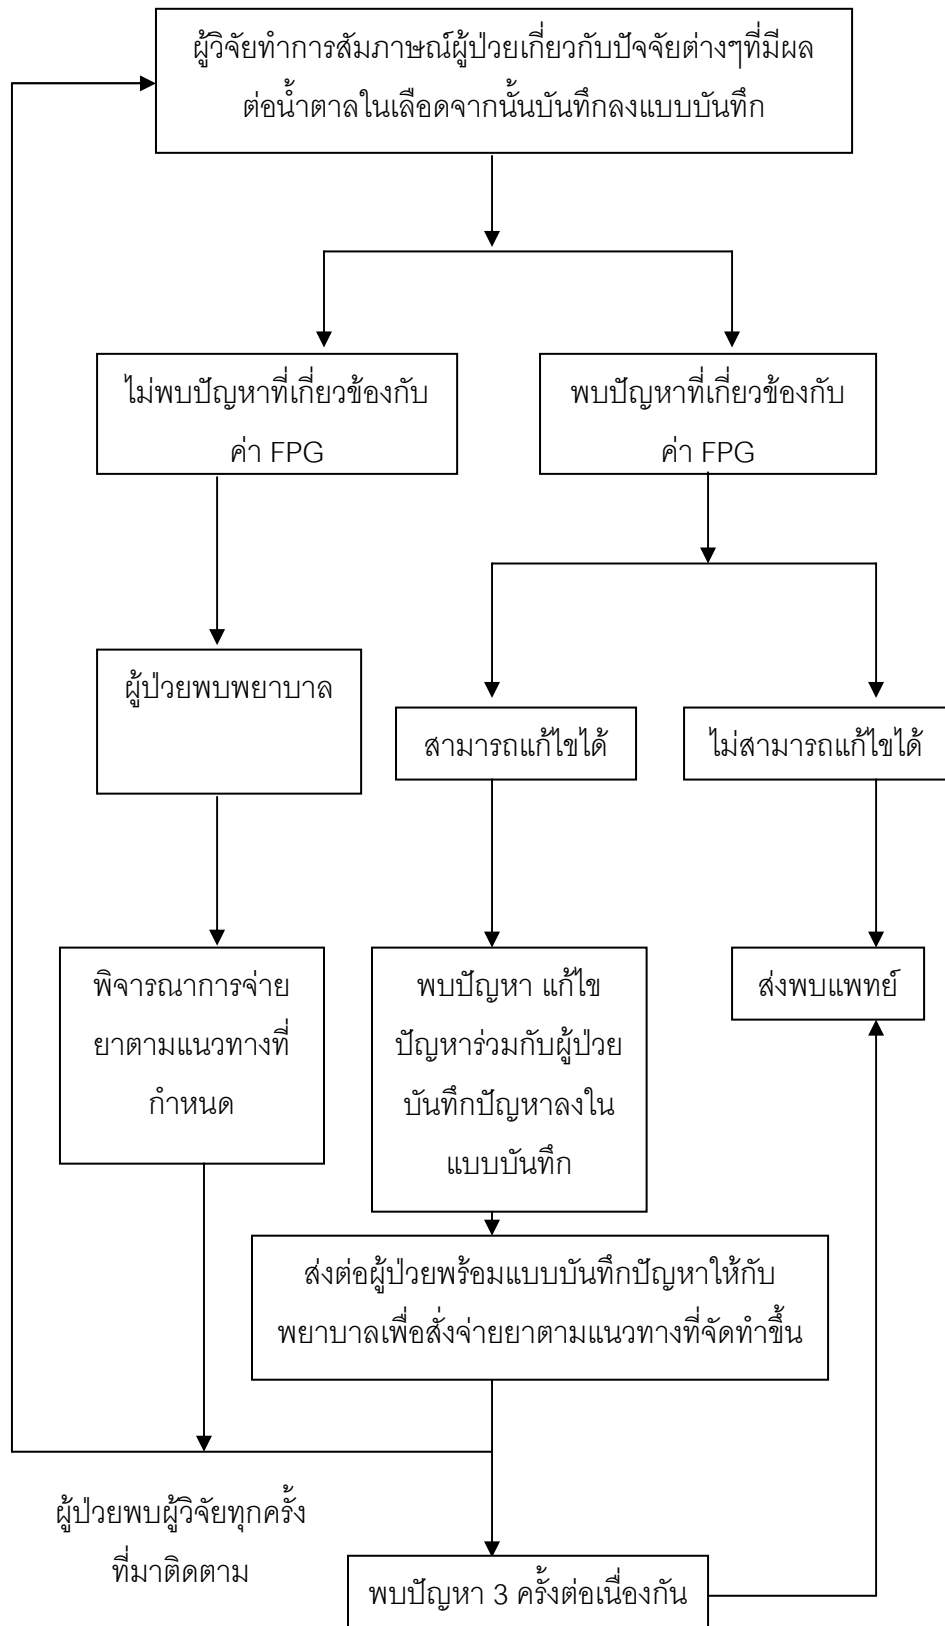 ผู้วิจัยทำการสัมภาษณ์ผู้ป่วยเกี่ยวกับปัจจัยต่างๆที่มีผล
ต่อน้ำตาลในเลือดจากนั้นบันทึกลงแบบบันทึก
ไม่พบปัญหาที่เกี่ยวข้องกับ
ค่า FPG
พบปัญหาที่เกี่ยวข้องกับ
ค่า FPG
ผู้ป่วยพบพยาบาล
สามารถแก้ไขได้
ไม่สามารถแก้ไขได้
พิจารณาการจ่าย
ยาตามแนวทางที่
กำหนด
พบปัญหา แก้ไข
ปัญหาร่วมกับผู้ป่วย
บันทึกปัญหาลงใน
แบบบันทึก
ส่งพบแพทย์
ส่งต่อผู้ป่วยพร้อมแบบบันทึกปัญหาให้กับ
พยาบาลเพื่อสั่งจ่ายยาตามแนวทางที่จัดทำขึ้น
ผู้ป่วยพบผู้วิจัยทุกครั้ง
ที่มาติดตาม
พบปัญหา 3 ครั้งต่อเนื่องกัน